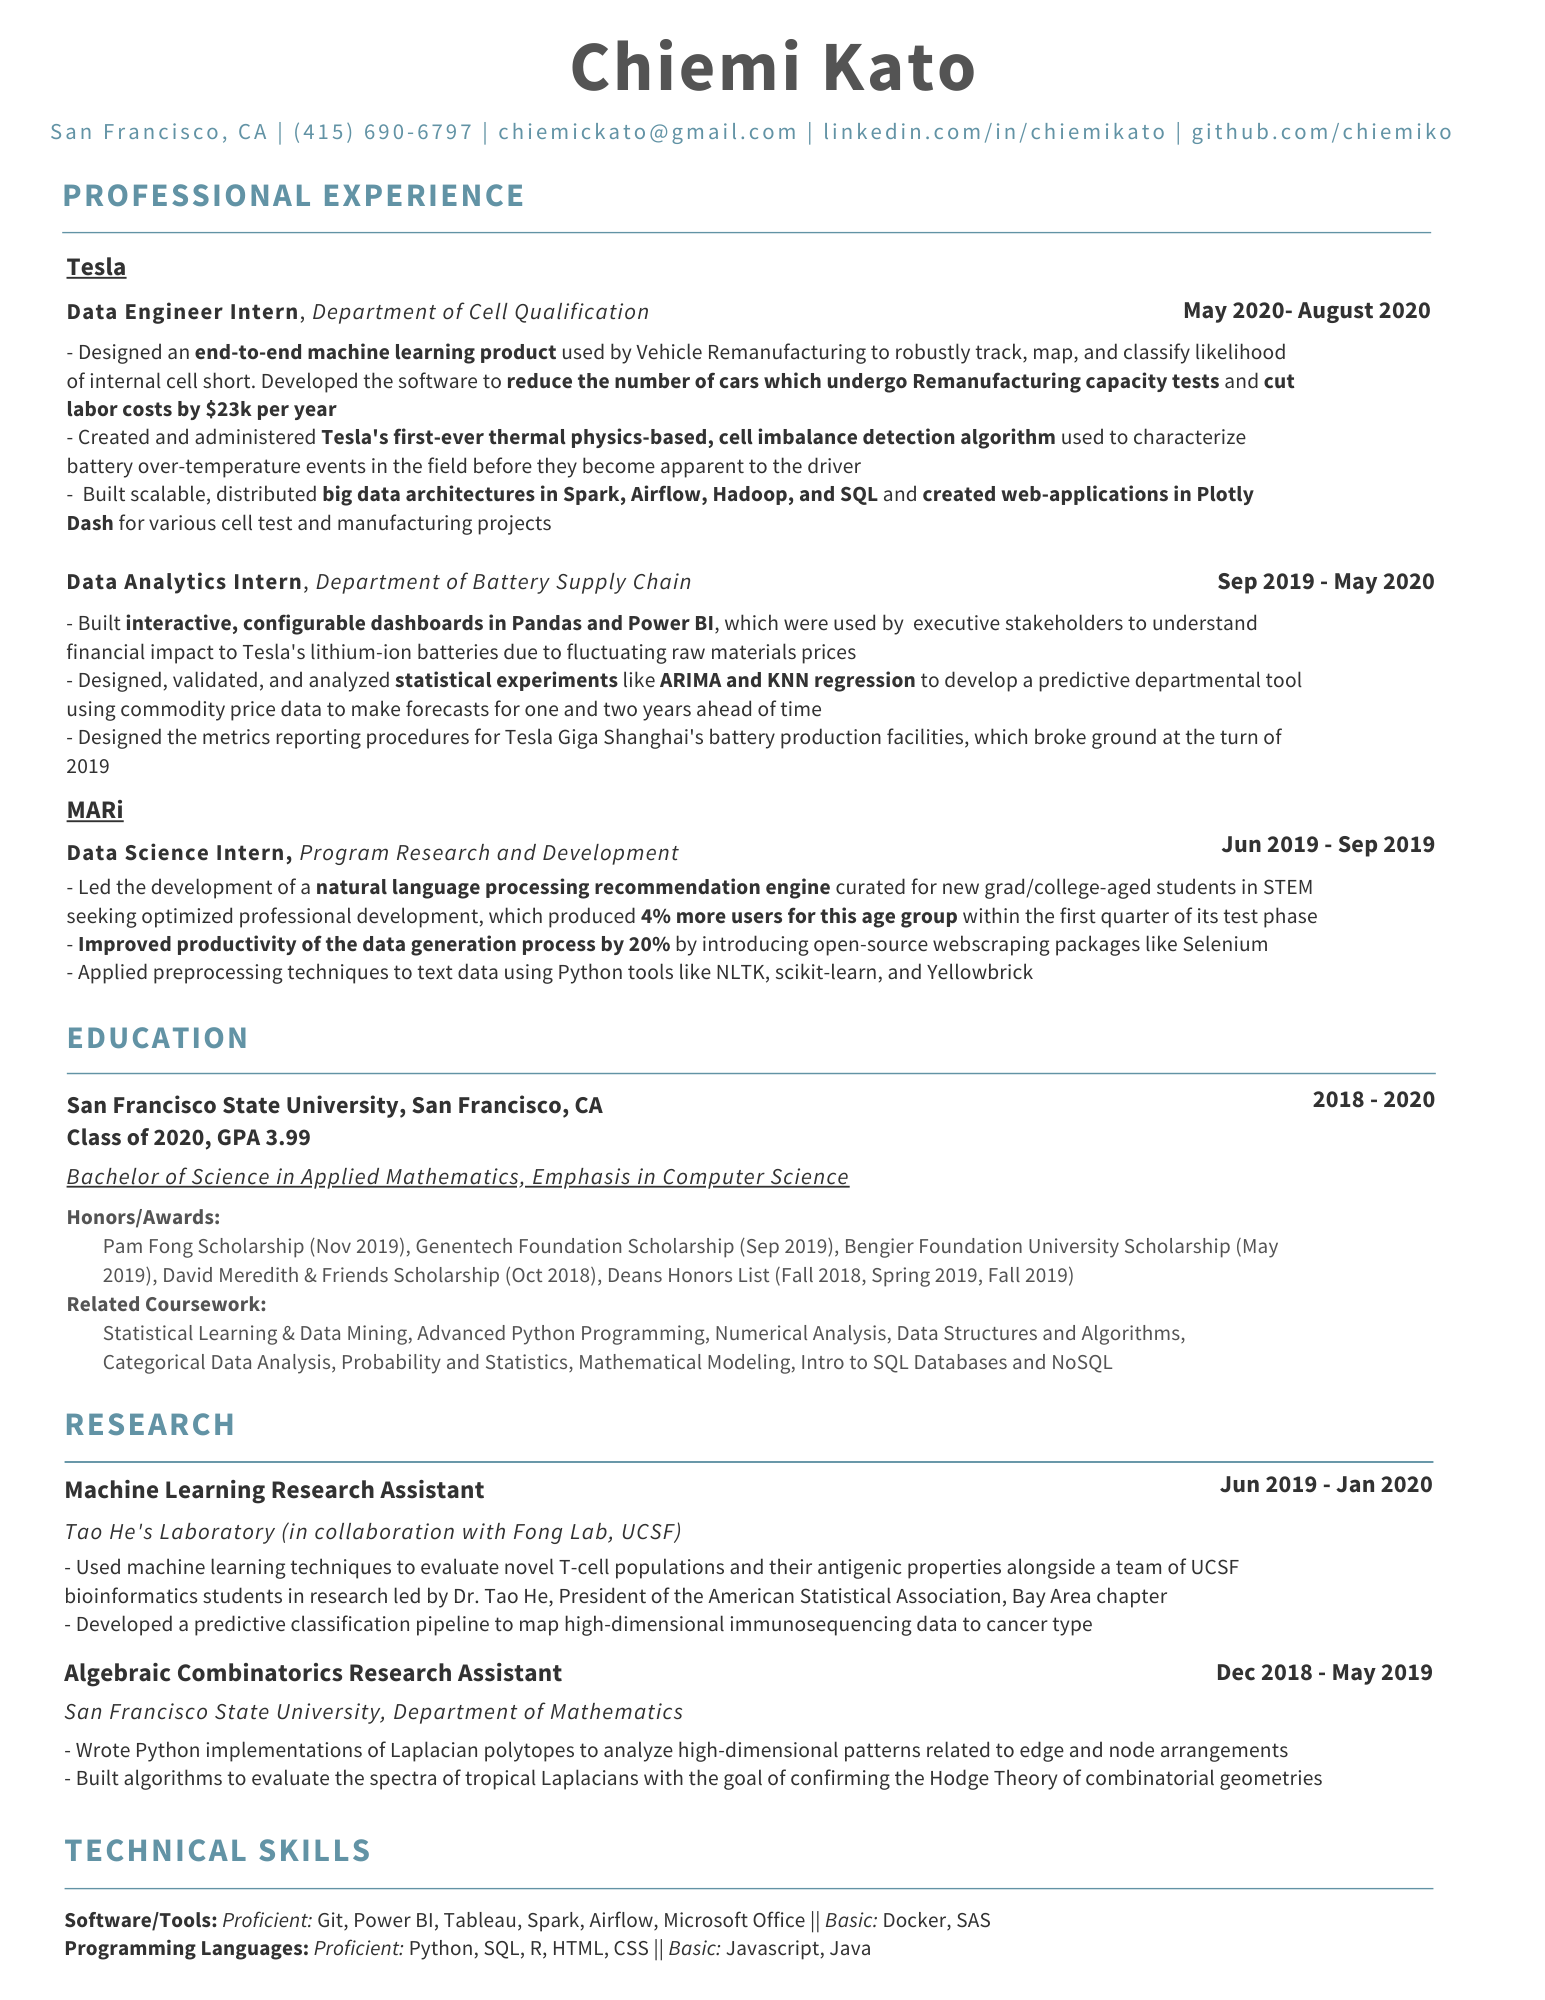 Chiemi Kato
San Francisco, CA | (415) 690-6797 | chiemickato@gmail.com | linkedin.com/in/chiemikato | github.com/chiemiko
PROFESSIONAL EXPERIENCE
Tesla
Data Engineer Intern, Department of Cell Qualification May 2020- August 2020
- Designed an end-to-end machine learning product used by Vehicle Remanufacturing to robustly track, map, and classify likelihood
of internal cell short. Developed the software to reduce the number of cars which undergo Remanufacturing capacity tests and cut
labor costs by $23k per year
- Created and administered Tesla's first-ever thermal physics-based, cell imbalance detection algorithm used to characterize
battery over-temperature events in the field before they become apparent to the driver
-  Built scalable, distributed big data architectures in Spark, Airflow, Hadoop, and SQL and created web-applications in Plotly
Dash for various cell test and manufacturing projects
Data Analytics Intern, Department of Battery Supply Chain Sep 2019 - May 2020
- Built interactive, configurable dashboards in Pandas and Power BI, which were used by  executive stakeholders to understand
financial impact to Tesla's lithium-ion batteries due to fluctuating raw materials prices
- Designed, validated, and analyzed statistical experiments like ARIMA and KNN regression to develop a predictive departmental tool
using commodity price data to make forecasts for one and two years ahead of time
- Designed the metrics reporting procedures for Tesla Giga Shanghai's battery production facilities, which broke ground at the turn of
2019
MARi
Data Science Intern, Program Research and Development Jun 2019 - Sep 2019
- Led the development of a natural language processing recommendation engine curated for new grad/college-aged students in STEM
seeking optimized professional development, which produced 4% more users for this age group within the first quarter of its test phase
- Improved productivity of the data generation process by 20% by introducing open-source webscraping packages like Selenium
- Applied preprocessing techniques to text data using Python tools like NLTK, scikit-learn, and Yellowbrick
EDUCATION
San Francisco State University, San Francisco, CA 2018 - 2020
Class of 2020, GPA 3.99
Bachelor of Science in Applied Mathematics, Emphasis in Computer Science
Honors/Awards:
Pam Fong Scholarship (Nov 2019), Genentech Foundation Scholarship (Sep 2019), Bengier Foundation University Scholarship (May
2019), David Meredith & Friends Scholarship (Oct 2018), Deans Honors List (Fall 2018, Spring 2019, Fall 2019)
Related Coursework:
Statistical Learning & Data Mining, Advanced Python Programming, Numerical Analysis, Data Structures and Algorithms,
Categorical Data Analysis, Probability and Statistics, Mathematical Modeling, Intro to SQL Databases and NoSQL
RESEARCH
Machine Learning Research Assistant Jun 2019 - Jan 2020
Tao He's Laboratory (in collaboration with Fong Lab, UCSF)
- Used machine learning techniques to evaluate novel T-cell populations and their antigenic properties alongside a team of UCSF
bioinformatics students in research led by Dr. Tao He, President of the American Statistical Association, Bay Area chapter
- Developed a predictive classification pipeline to map high-dimensional immunosequencing data to cancer type
Algebraic Combinatorics Research Assistant Dec 2018 - May 2019
San Francisco State University, Department of Mathematics
- Wrote Python implementations of Laplacian polytopes to analyze high-dimensional patterns related to edge and node arrangements
- Built algorithms to evaluate the spectra of tropical Laplacians with the goal of confirming the Hodge Theory of combinatorial geometries
TECHNICAL SKILLS
Software/Tools: Proficient: Git, Power BI, Tableau, Spark, Airflow, Microsoft Office || Basic: Docker, SAS
Programming Languages: Proficient: Python, SQL, R, HTML, CSS || Basic: Javascript, Java